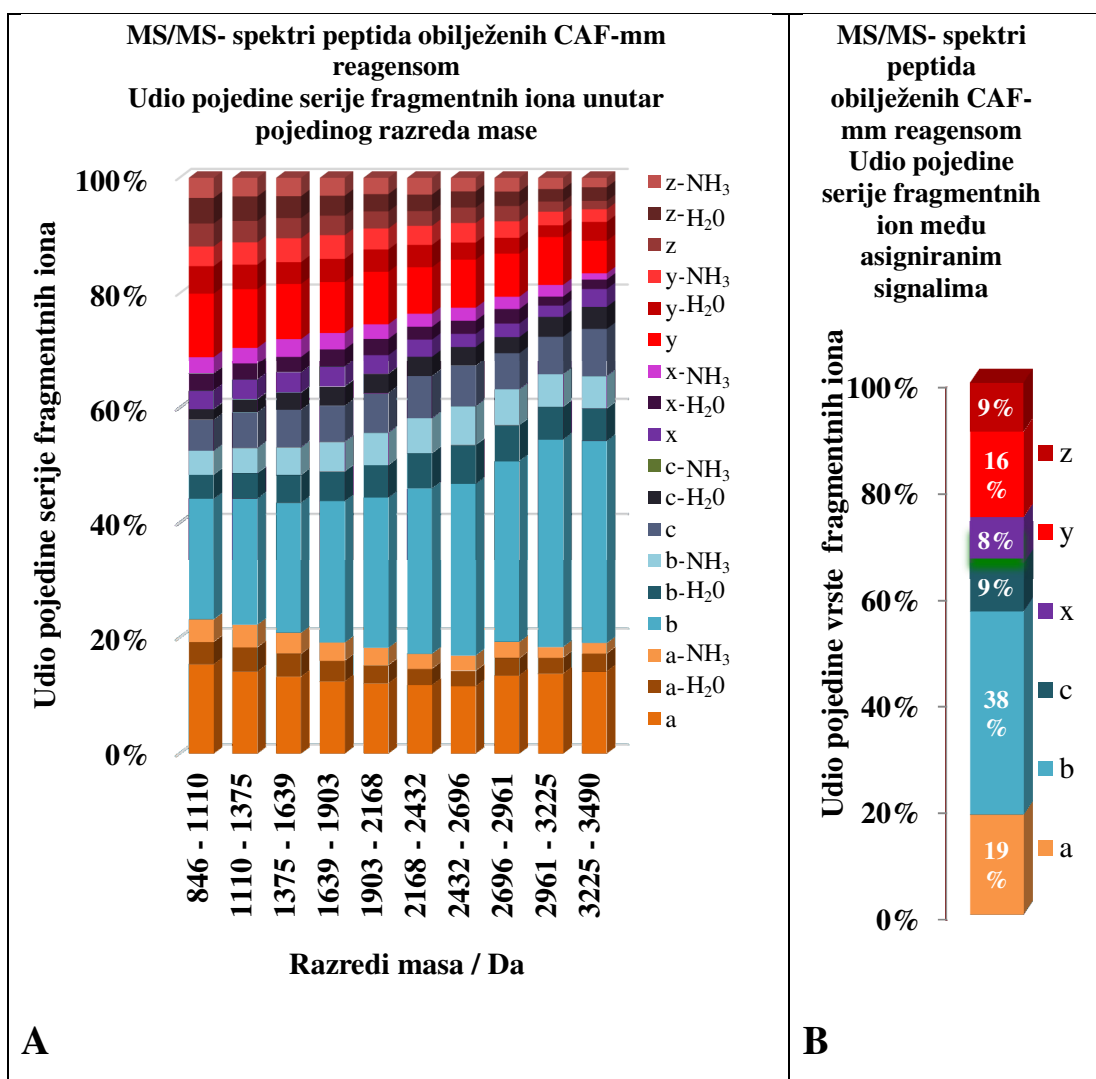 MS/MS- spektri peptida obilježenih CAF-mm
reagensom
Udio pojedine serije fragmentnih iona unutar
pojedinog razreda mase
Udio pojedine serije fragmentnih iona
100%
80%
60%
40%
20%
0%
z-NH₃
z-H₂0
z
y-NH₃
y-H₂0
y
x-NH₃
x-H₂0
x
c-NH₃
c-H₂0
c
b-NH₃
b-H₂0
b
a-NH₃
a-H₂0
a
846 - 1110
1110 - 1375
1375 - 1639
1639 - 1903
1903 - 2168
2168 - 2432
2432 - 2696
2696 - 2961
2961 - 3225
3225 - 3490
Razredi masa / Da
A
MS/MS- spektri
peptida
obilježenih CAF-
mm reagensom
Udio pojedine
serije fragmentnih
ion među
asigniranim
signalima
Udio pojedine vrste fragmentnih iona
100%
80%
60%
40%
20%
0%
9%
16
%
8%
9%
38
%
19
%
z
y
x
c
b
a
B